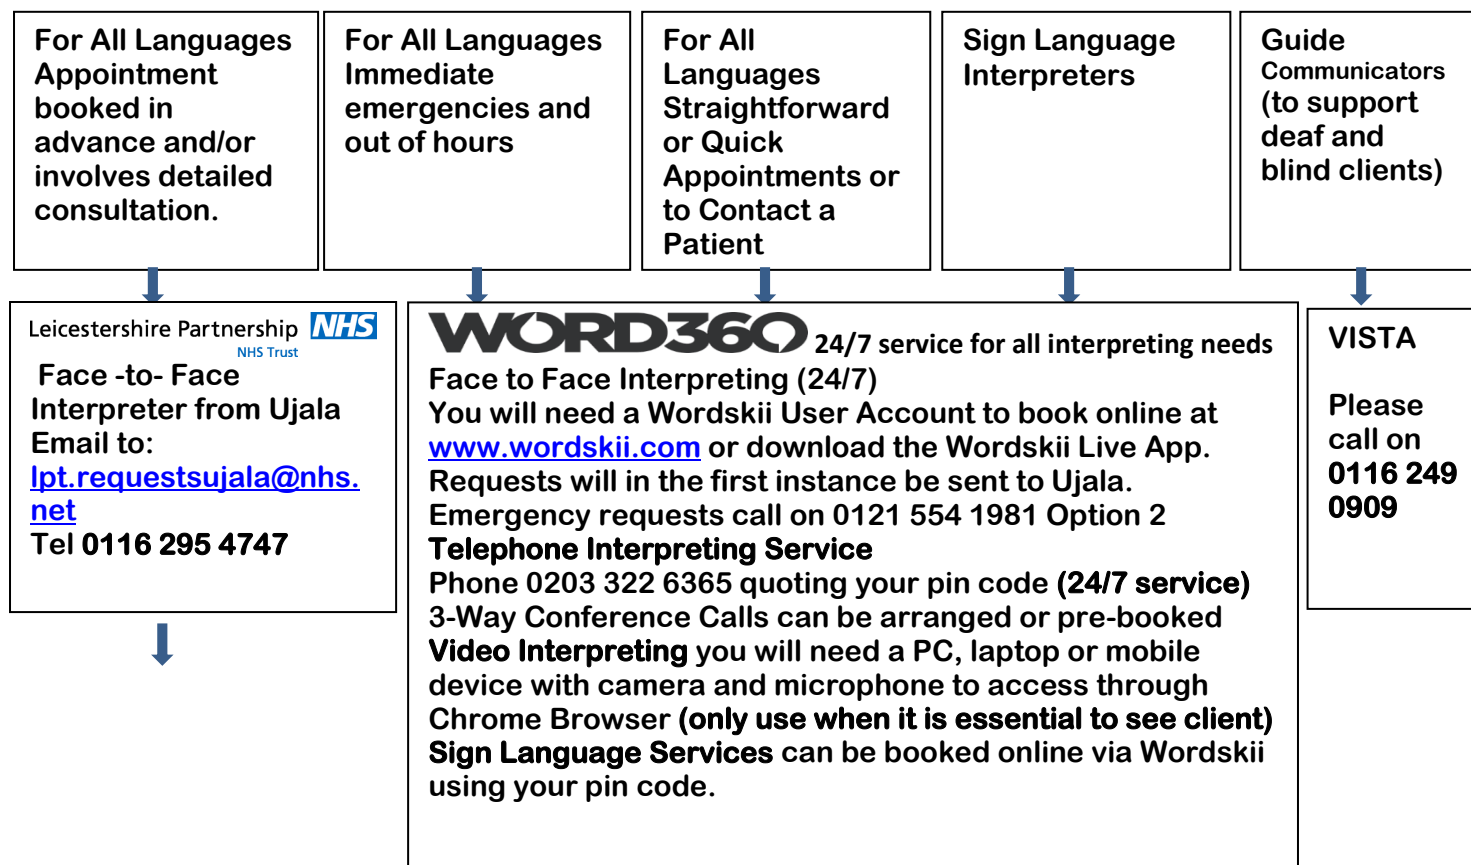 For All Languages
Appointment
booked in
advance and/or
involves detailed
consultation.
For All Languages
Immediate
emergencies and
out of hours
For All
Languages
Straightforward
or Quick
Appointments or
to Contact a
Patient
Sign Language
Interpreters
Guide
Communicators
(to support
deaf and
blind clients)
Leicestershire Partnership NHS
NHS Trust
Face -to- Face
Interpreter from Ujala
Email to:
lpt.requestsujala@nhs.
net
Tel 0116 295 4747
WORD360 24/7 service for all interpreting needs
Face to Face Interpreting (24/7)
You will need a Wordskii User Account to book online at
www.wordskii.com or download the Wordskii Live App.
Requests will in the first instance be sent to Ujala.
Emergency requests call on 0121 554 1981 Option 2
Telephone Interpreting Service
Phone 0203 322 6365 quoting your pin code (24/7 service)
3-Way Conference Calls can be arranged or pre-booked
Video Interpreting you will need a PC, laptop or mobile
device with camera and microphone to access through
Chrome Browser (only use when it is essential to see client)
Sign Language Services can be booked online via Wordskii
using your pin code.
VISTA
Please
call on
0116 249
0909